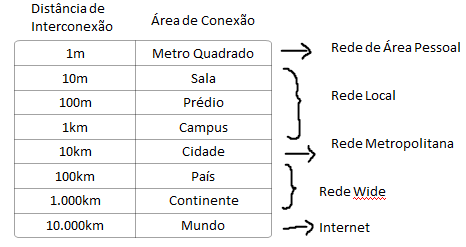 Distância de
Interconexão
Área de Conexão
1m Metro Quadrado Rede de Área Pessoal
10m Sala
100m Prédio Rede Local
1km Campus
10km Cidade Rede Metropolitana
100km País
Rede Wide
1.000km Continente
10.000km Mundo Internet